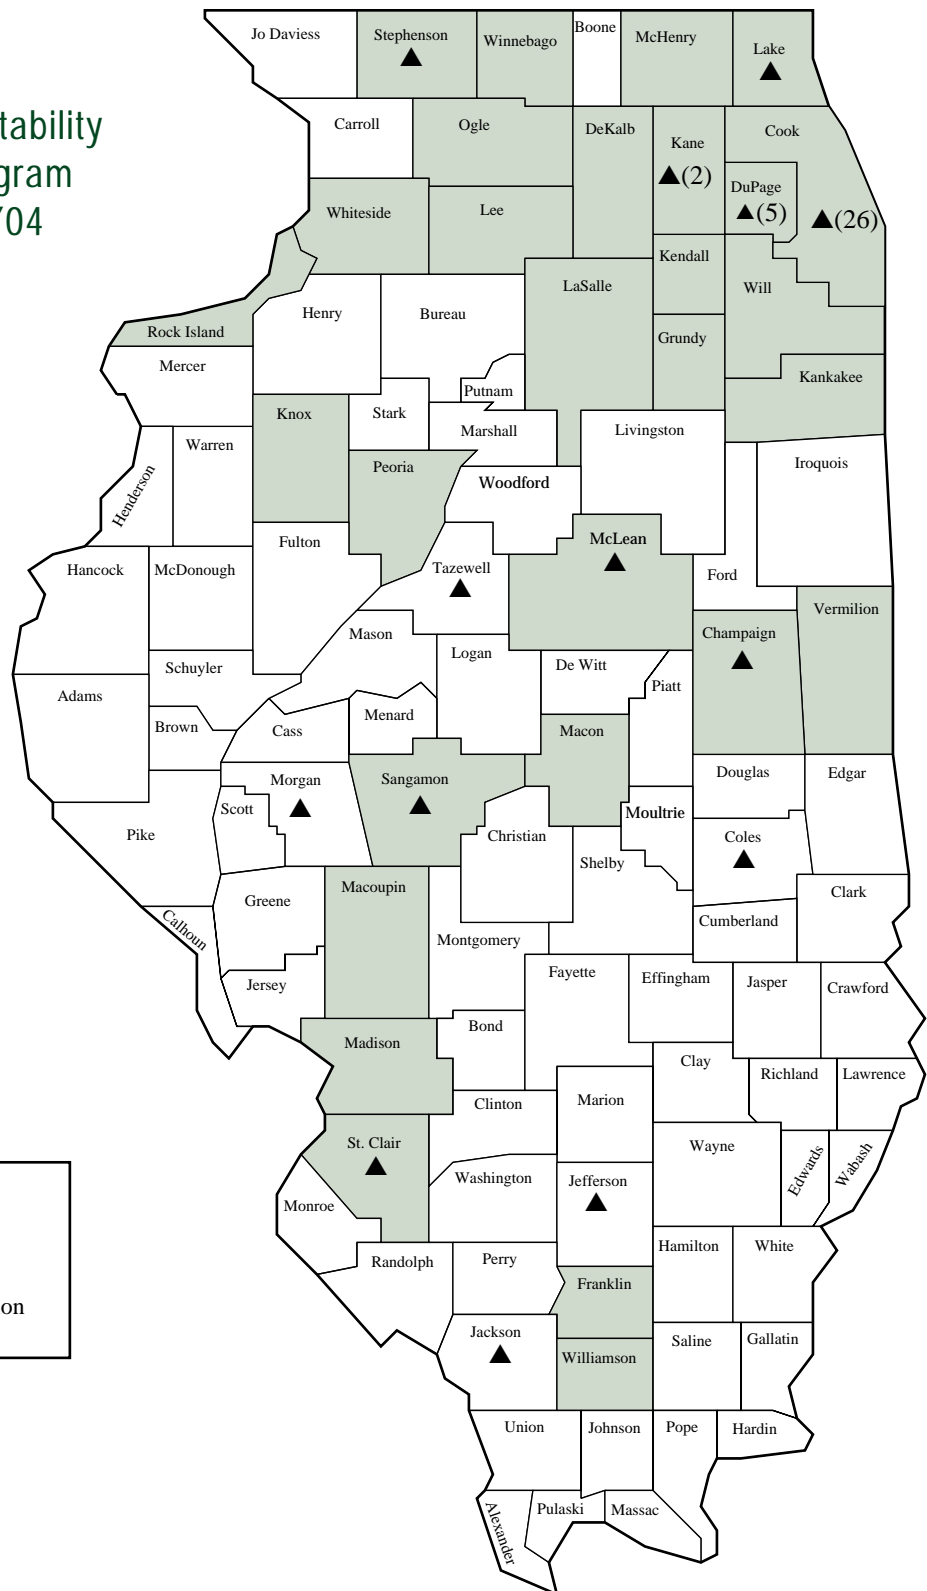 Jo Daviess
Stephenson
Winnebago
Boone
McHenry
Lake
tability
gram
/04
Carroll
Ogle
DeKalb
Kane
(2)
Cook
DuPage
(5)
(26)
Whiteside
Lee
Kendall
Will
LaSalle
Rock Island
Henry
Bureau
Grundy
Mercer
Putnam
Kankakee
Knox
Stark
Marshall
Livingston
Henderson
Warren
Peoria
Woodford
Iroquois
Hancock
McDonough
Fulton
Tazewell
McLean
Ford
Vermilion
Mason
Logan
De Witt
Champaign
Schuyler
Piatt
Adams
Brown
Cass
Menard
Macon
Morgan
Sangamon
Douglas
Edgar
Scott
Pike
Christian
Moultrie
Coles
Shelby
Macoupin
Greene
Clark
Calhoun
Cumberland
Montgomery
Jersey
Fayette
Effingham
Jasper
Crawford
Bond
Madison
Clay
Richland
Lawrence
Clinton
Marion
St. Clair
Wayne
Edwards
Wabash
Washington
Jefferson
Monroe
Randolph
Perry
Hamilton
White
Franklin
on
Jackson
Williamson
Saline
Gallatin
Union
Johnson
Pope
Hardin
Alexander
Pulaski
Massac